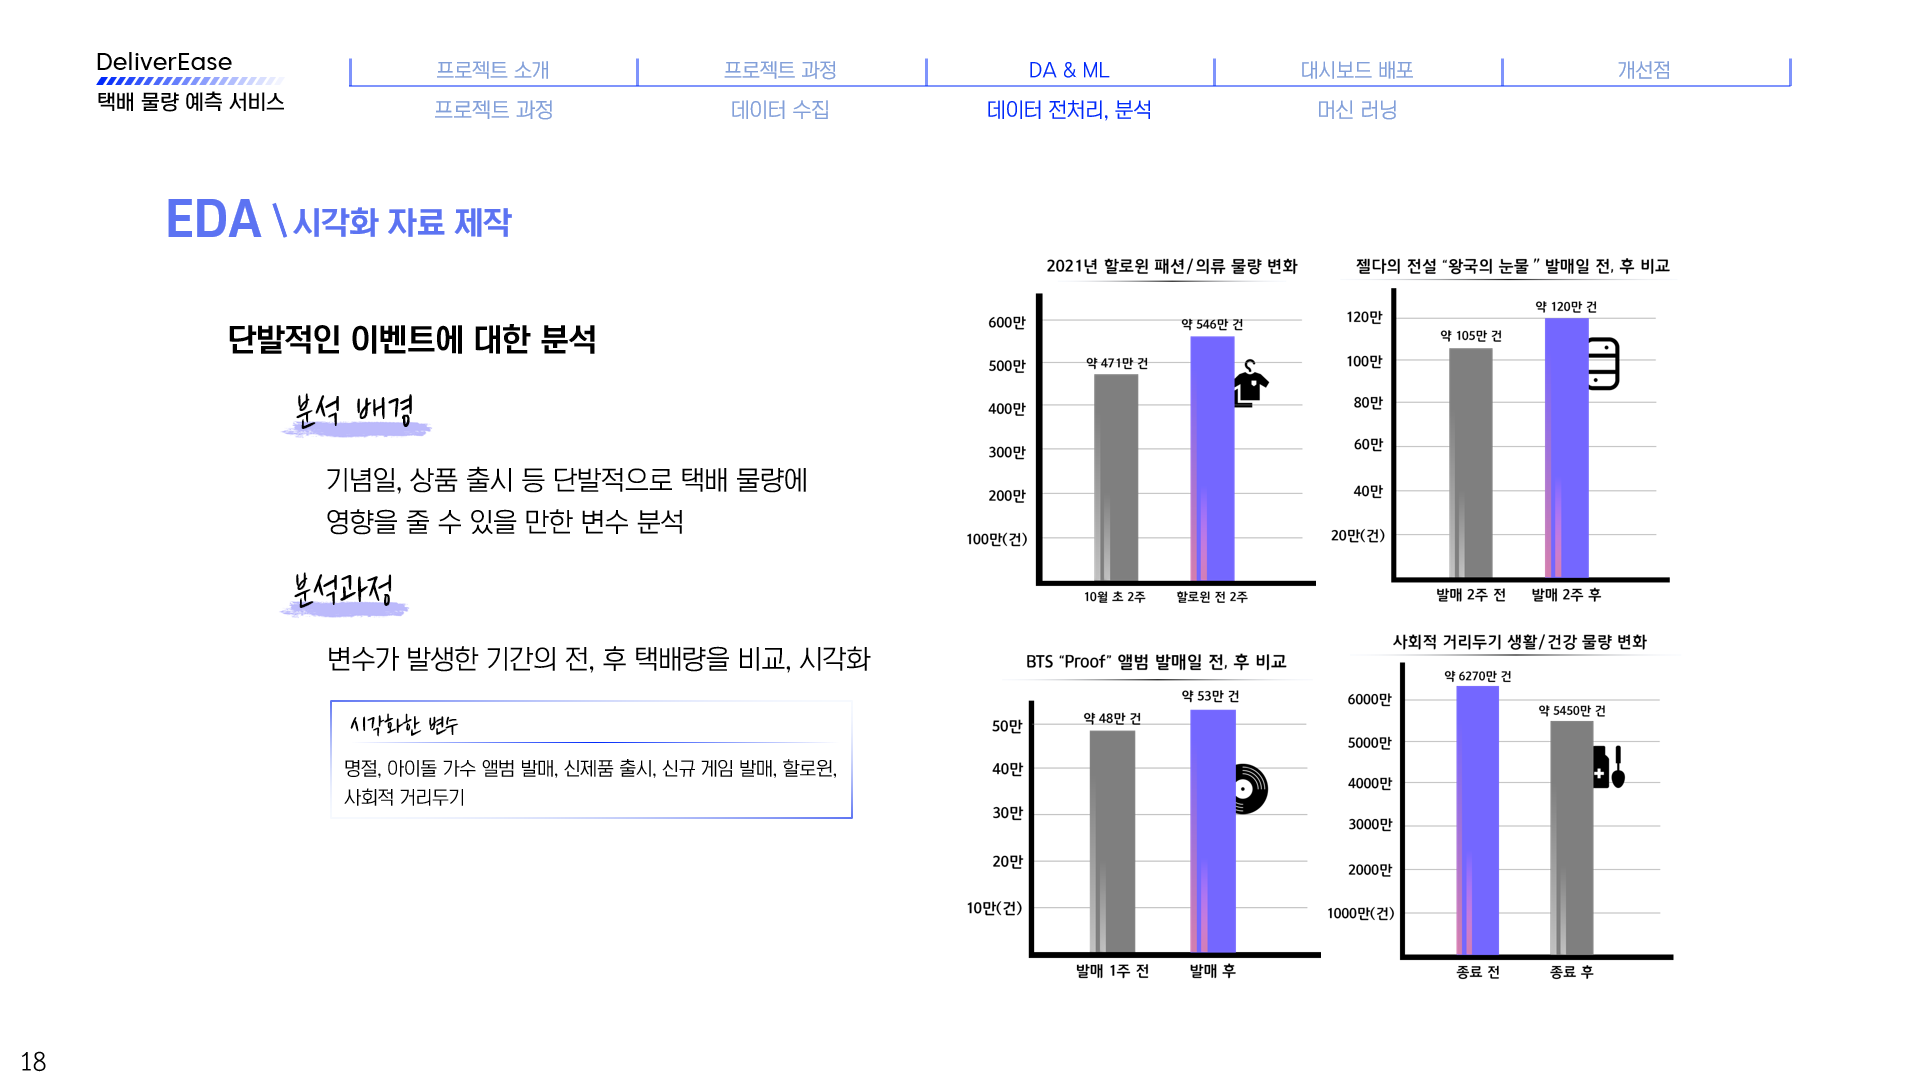 DeliverEase
택배 물량 예측 서비스
프로젝트 소개
프로젝트 과정
DA & ML
대시보드 배포
개선점
프로젝트 과정
데이터 수집
데이터 전처리, 분석
머신 러닝
EDA \ 시각화 자료 제작
단발적인 이벤트에 대한 분석
분석 배경
기념일, 상품 출시 등 단발적으로 택배 물량에
영향을 줄 수 있을 만한 변수 분석
분석과정
변수가 발생한 기간의 전, 후 택배량을 비교, 시각화
시각화한 변수
명절, 아이돌 가수 앨범 발매, 신제품 출시, 신규 게임 발매, 할로윈,
사회적 거리두기
2021년 할로윈 패션/의류 물량 변화
600만
500만
400만
300만
200만
100만(건)
약 471만 건
약 546만 건
10월 초 2주
할로윈 전 2주
젤다의 전설 “왕국의 눈물 ” 발매일 전, 후 비교
120만
100만
80만
60만
40만
20만(건)
약 105만 건
약 120만 건
발매 2주 전
발매 2주 후
BTS “Proof” 앨범 발매일 전, 후 비교
50만
40만
30만
20만
10만(건)
약 48만 건
약 53만 건
발매 1주 전
발매 후
사회적 거리두기 생활/건강 물량 변화
6000만
5000만
4000만
3000만
2000만
1000만(건)
약 6270만 건
약 5450만 건
종료 전
종료 후
18